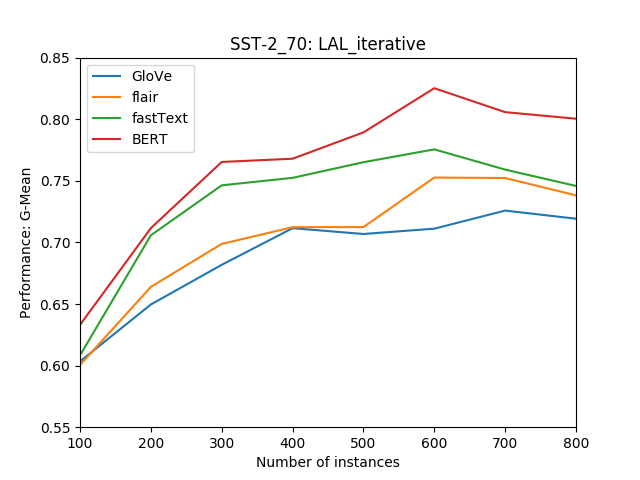 SST-2_70: LAL_iterative
GloVe
flair
fastText
BERT
Performance: G-Mean
0.85
0.80
0.75
0.70
0.65
0.60
0.55
100 200 300 400 500 600 700 800
Number of instances